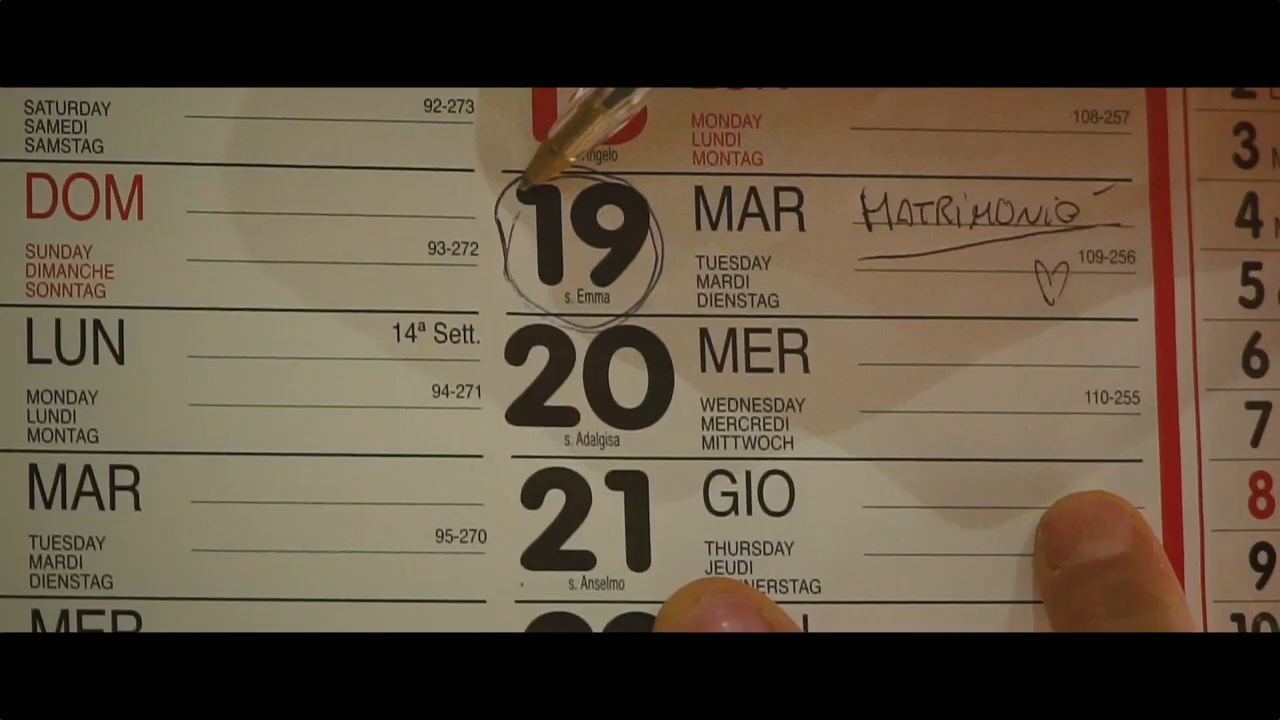 SATURDAY
SAMEDI
SAMSTAG
92-273
DOM
SUNDAY
DIMANCHE
SONNTAG
93-272
LUN
14ª Sett.
MONDAY
LUNDI
MONTAG
94-271
MAR
TUESDAY
MARDI
DIENSTAG
95-270
MER
MONDAY
LUNDI
MONTAG
108-257
19
s. Emma
MAR
MATRIMONIO
TUESDAY
MARDI
DIENSTAG
109-256
20
s. Adalgisa
MER
WEDNESDAY
MERCREDI
MITTWOCH
110-255
21
s. Anselmo
GIO
THURSDAY
JEUDI
3
4
5
6
7
8
9
10